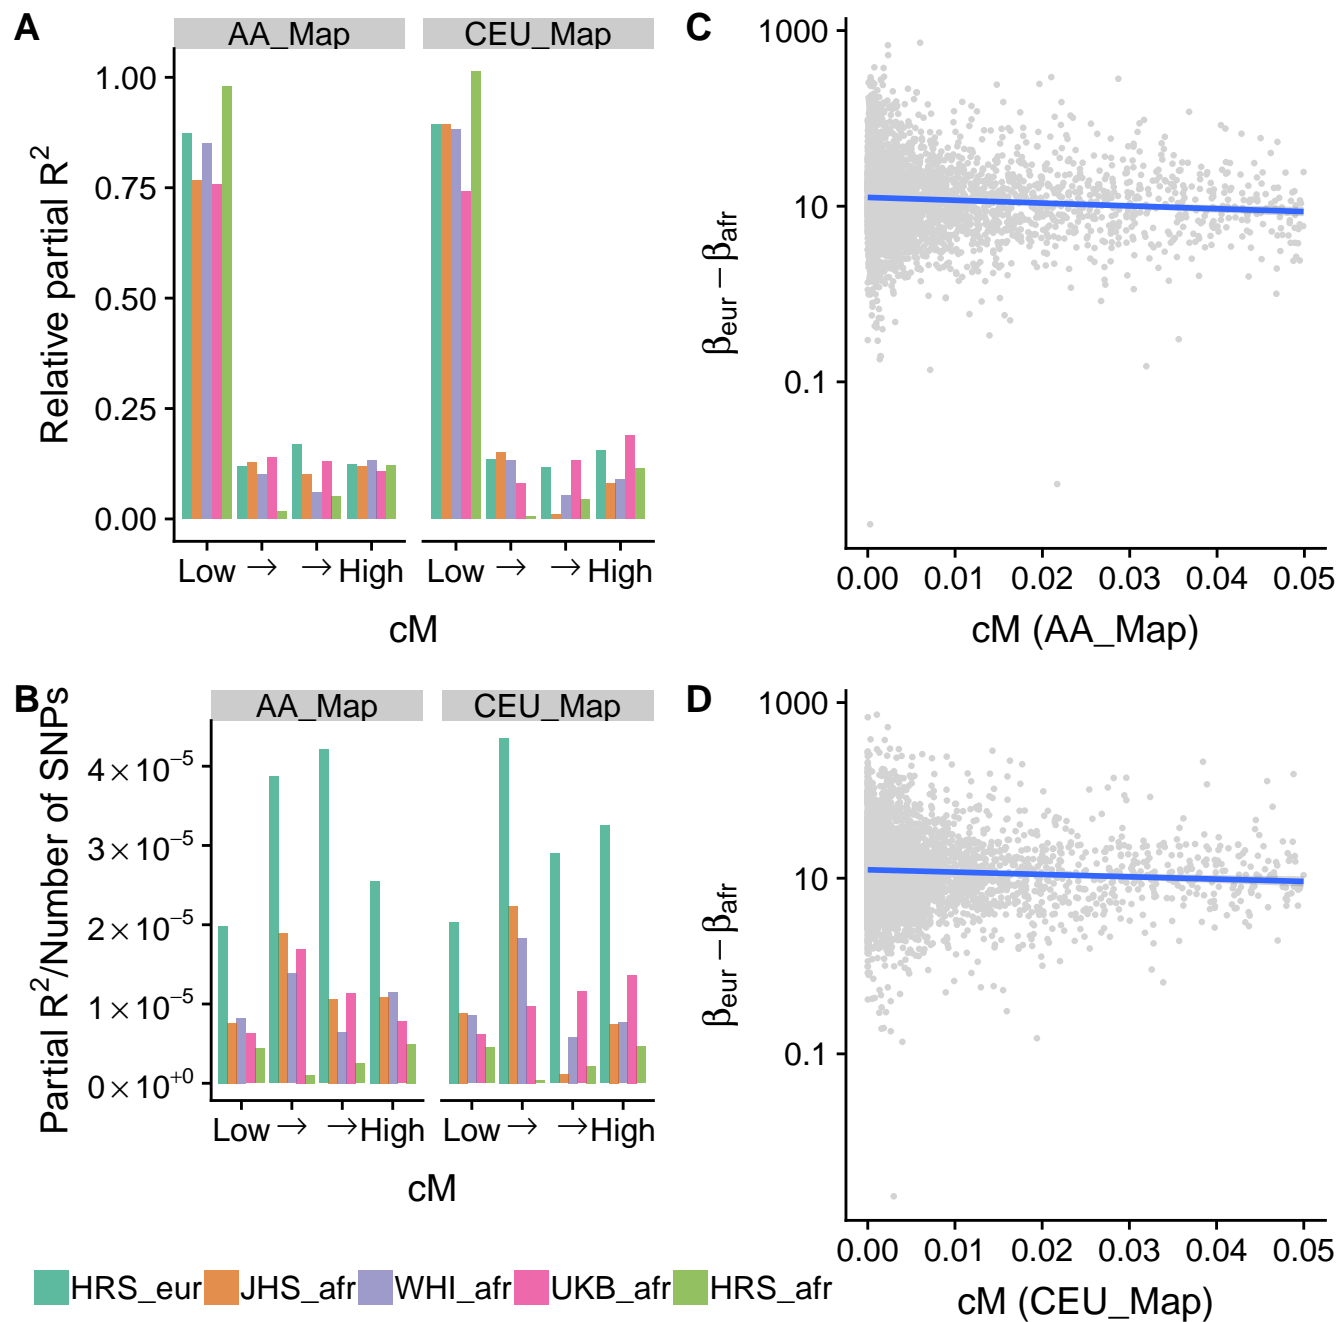 A
AA_Map
CEU_Map
Relative partial R²
1.00
0.75
0.50
0.25
0.00
Low → → High
Low → → High
cM
B
AA_Map
CEU_Map
Partial R²/Number of SNPs
4 × 10⁻⁵
3 × 10⁻⁵
2 × 10⁻⁵
1 × 10⁻⁵
0 × 10⁺⁰
Low → → High
Low → → High
cM
C
βeur − βafr
1000
10
0.1
0.00 0.01 0.02 0.03 0.04 0.05
cM (AA_Map)
D
βeur − βafr
1000
10
0.1
0.00 0.01 0.02 0.03 0.04 0.05
cM (CEU_Map)
HRS_eur JHS_afr WHI_afr UKB_afr HRS_afr